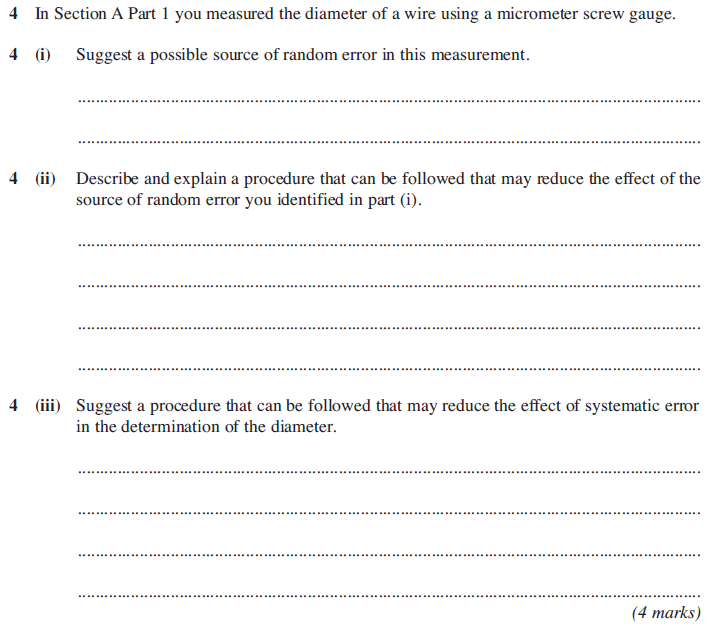 4 In Section A Part 1 you measured the diameter of a wire using a micrometer screw gauge.
4 (i) Suggest a possible source of random error in this measurement.
4 (ii) Describe and explain a procedure that can be followed that may reduce the effect of the
source of random error you identified in part (i).
4 (iii) Suggest a procedure that can be followed that may reduce the effect of systematic error
in the determination of the diameter.
(4 marks)